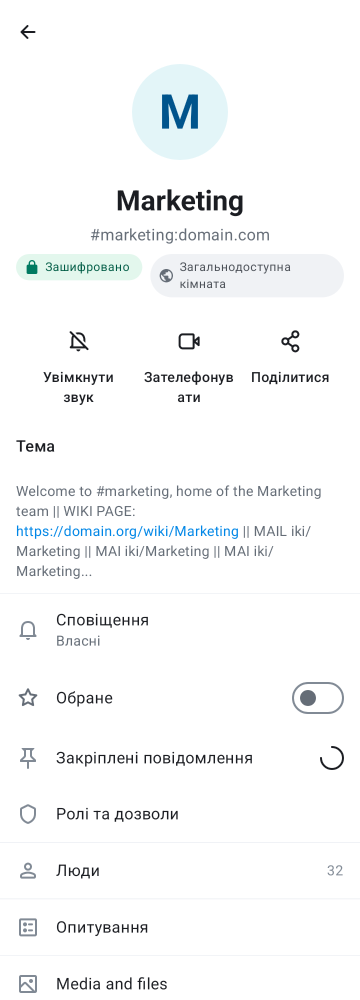 M
Marketing
#marketing:domain.com
Зашифровано
Загальнодоступна
кімната
Увімкнути
звук
Зателефонув
ати
Поділитися
Тема
Welcome to #marketing, home of the Marketing
team || WIKI PAGE:
https://domain.org/wiki/Marketing || MAIL iki/
Marketing || MAI iki/Marketing || MAI iki/
Marketing...
Сповіщення
Власні
Обране
Закріплені повідомлення
Ролі та дозволи
Люди
32
Опитування
Media and files